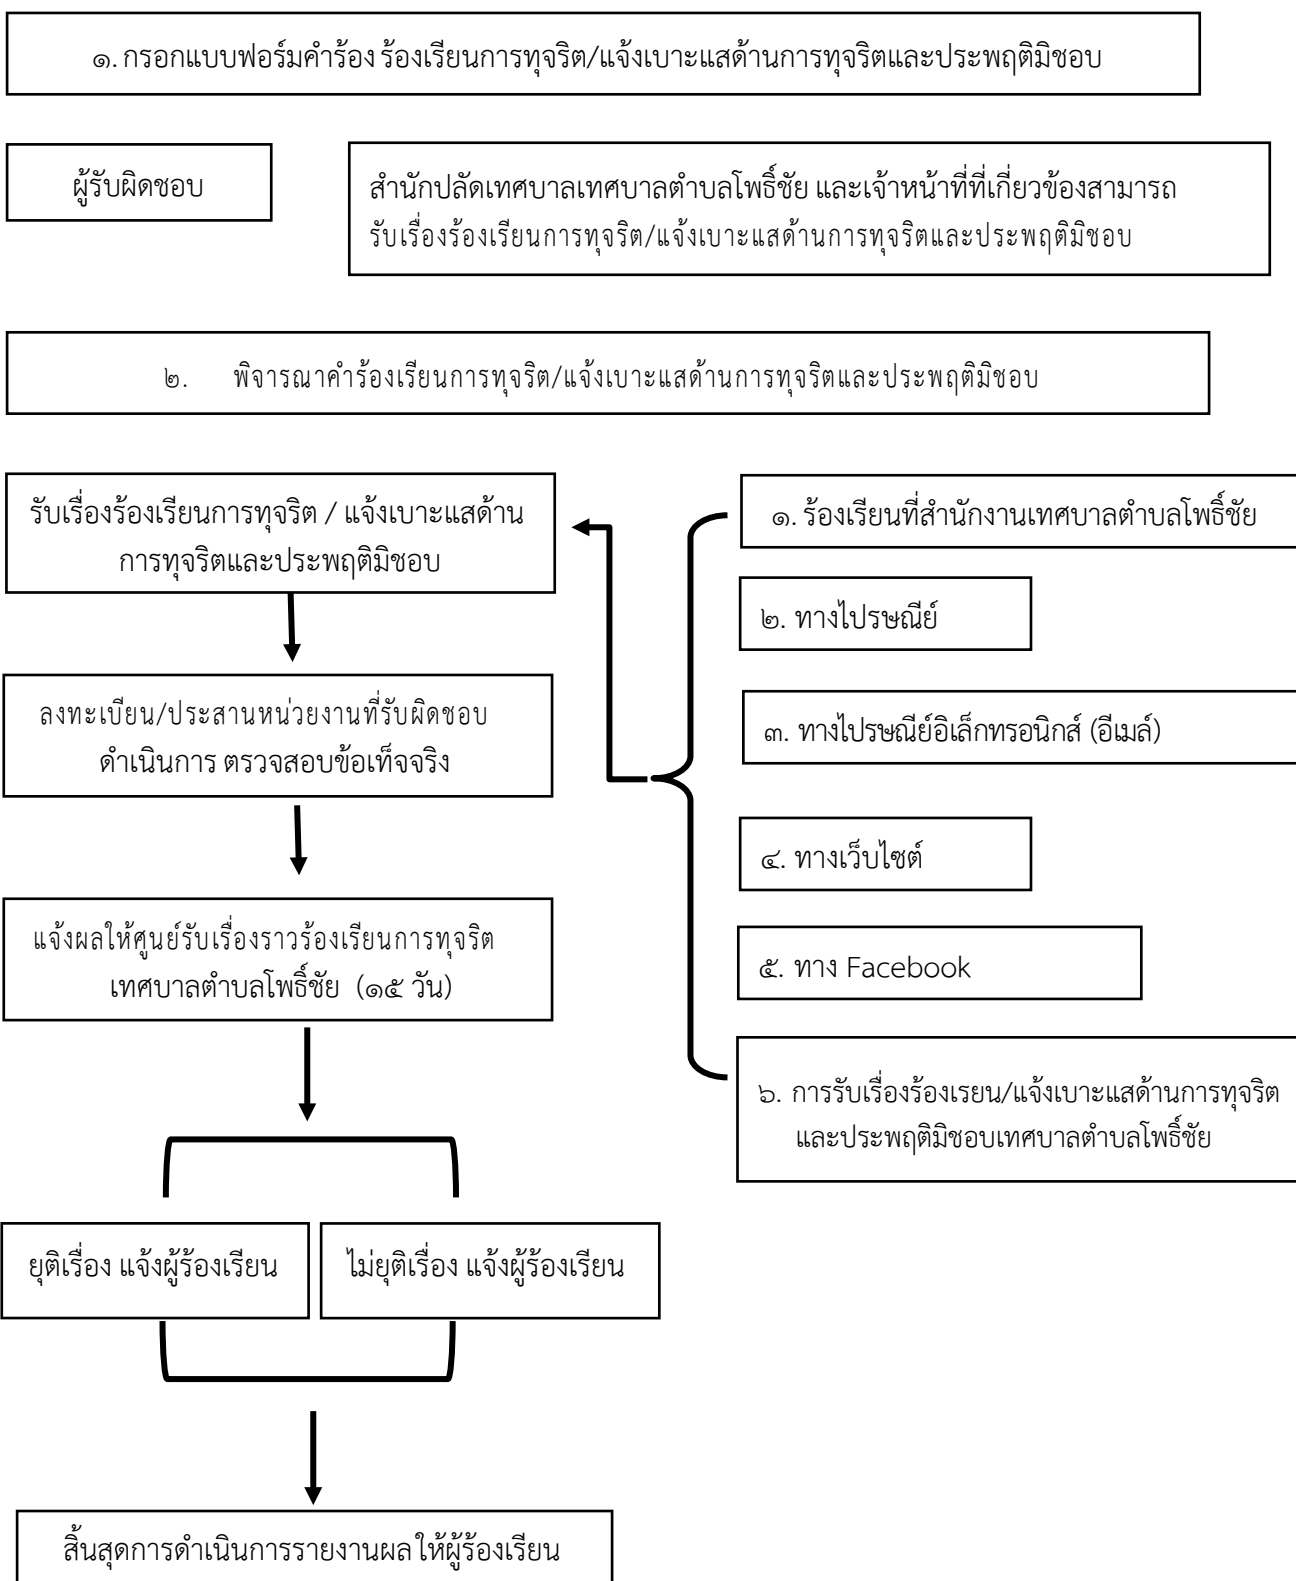 ๑. กรอกแบบฟอร์มคำร้อง ร้องเรียนการทุจริต/แจ้งเบาะแสด้านการทุจริตและประพฤติมิชอบ
ผู้รับผิดชอบ
สำนักปลัดเทศบาลเทศบาลตำบลโพธิ์ชัย และเจ้าหน้าที่ที่เกี่ยวข้องสามารถ
รับเรื่องร้องเรียนการทุจริต/แจ้งเบาะแสด้านการทุจริตและประพฤติมิชอบ
๒. พิจารณาคำร้องเรียนการทุจริต/แจ้งเบาะแสด้านการทุจริตและประพฤติมิชอบ
รับเรื่องร้องเรียนการทุจริต / แจ้งเบาะแสด้าน
การทุจริตและประพฤติมิชอบ
ลงทะเบียน/ประสานหน่วยงานที่รับผิดชอบ
ดำเนินการ ตรวจสอบข้อเท็จจริง
แจ้งผลให้ศูนย์รับเรื่องราวร้องเรียนการทุจริต
เทศบาลตำบลโพธิ์ชัย (๑๕ วัน)
๑. ร้องเรียนที่สำนักงานเทศบาลตำบลโพธิ์ชัย
๒. ทางไปรษณีย์
๓. ทางไปรษณีย์อิเล็กทรอนิกส์ (อีเมล์)
๔. ทางเว็บไซต์
๕. ทาง Facebook
๖. การรับเรื่องร้องเรยน/แจ้งเบาะแสด้านการทุจริต
และประพฤติมิชอบเทศบาลตำบลโพธิ์ชัย
ยุติเรื่อง แจ้งผู้ร้องเรียน
ไม่ยุติเรื่อง แจ้งผู้ร้องเรียน
สิ้นสุดการดำเนินการรายงานผลให้ผู้ร้องเรียน